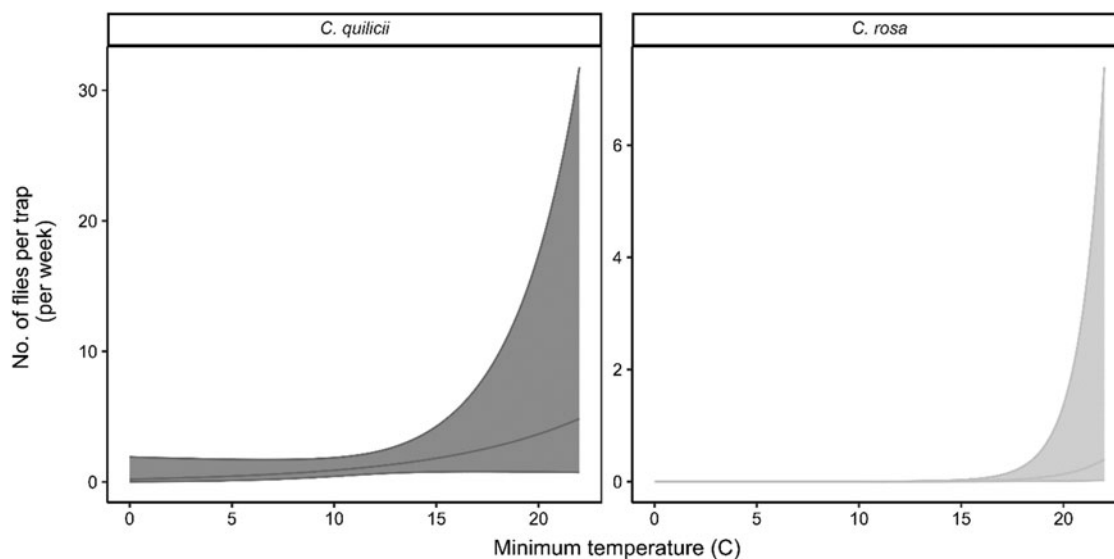 C. quilicii
C. rosa
No. of flies per trap
(per week)
30
20
10
0
6
4
2
0
0 5 10 15 20
0 5 10 15 20
Minimum temperature (C)